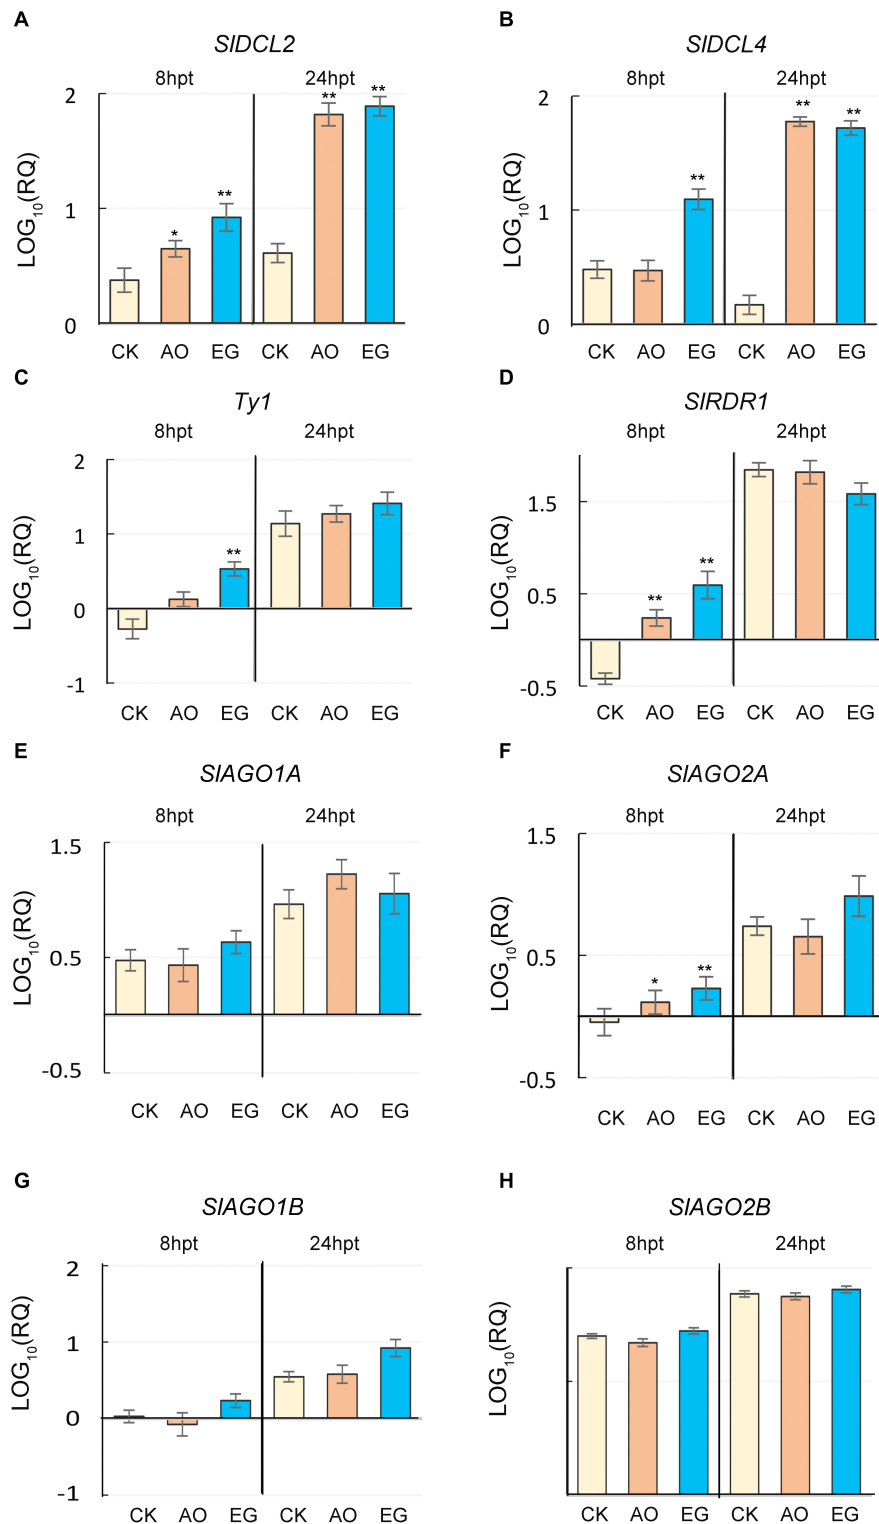 A
B
SlDCL2
SlDCL4
8hpt 24hpt
8hpt 24hpt
2
** **
2
** **
LOG10(RQ)
LOG10(RQ)
* **
**
1
1
0
0
CK AO EG CK AO EG
CK AO EG CK AO EG
C
D
Ty1
SlRDR1
8hpt 24hpt
8hpt 24hpt
2
1.5
LOG10(RQ)
LOG10(RQ)
1
**
** **
0.5
0
-1
-0.5
CK AO EG CK AO EG
CK AO EG CK AO EG
E
F
SlAGO1A
SlAGO2A
8hpt 24hpt
8hpt 24hpt
1.5
1.5
LOG10(RQ)
LOG10(RQ)
0.5
0.5
* **
-0.5
-0.5
CK AO EG CK AO EG
CK AO EG CK AO EG
G
H
SlAGO1B
SlAGO2B
8hpt 24hpt
8hpt 24hpt
2
LOG10(RQ)
LOG10(RQ)
1
0
-1
CK AO EG CK AO EG
CK AO EG CK AO EG